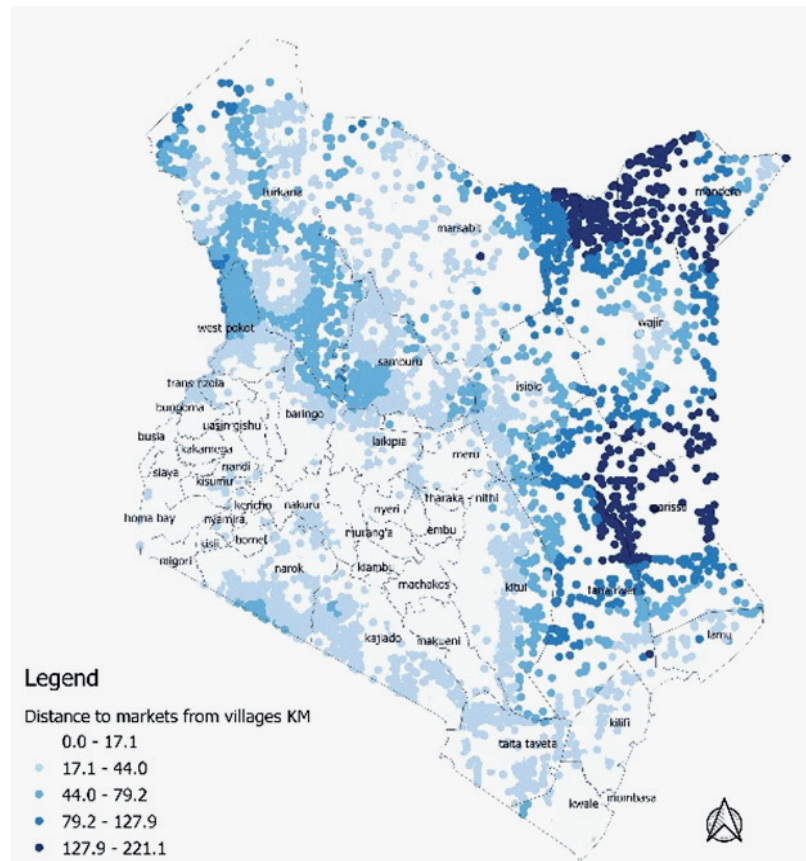 turkana
mandera
marsabit
west pokot
wajir
samburu
trans nzoia
isiolo
bungoma
baringo
uasin gishu
busia
laikipia
kakamega
meru
siaya
nandi
kisumu
tharaka - nithi
kericho
nakuru
garissa
homa bay
nyamira
nyeri
embu
kisii
bomet
murang'a
migori
narok
kiambu
machakos
kitui
tana river
kajiado
makueni
lamu
Legend
Distance to markets from villages KM
0.0 - 17.1
17.1 - 44.0
44.0 - 79.2
79.2 - 127.9
127.9 - 221.1
kilifi
taita taveta
kwale
mombasa